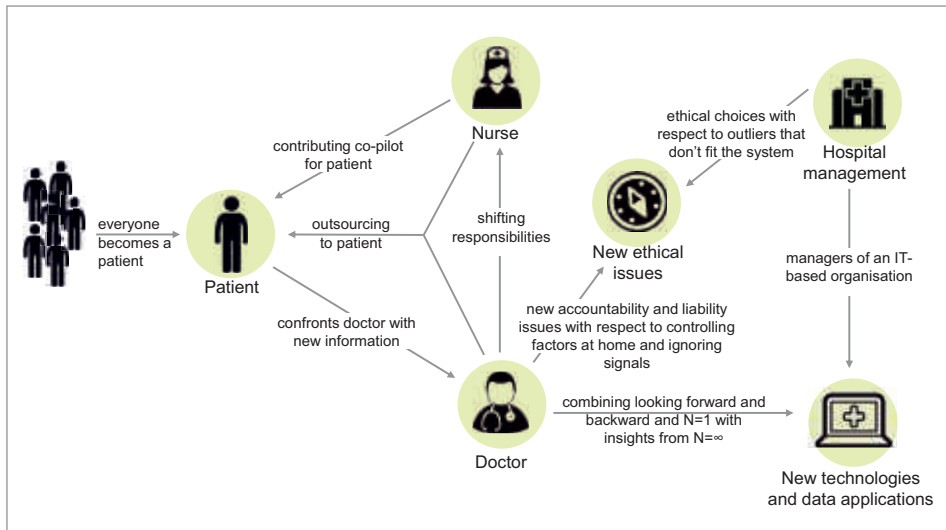 Nurse
contributing co-pilot
for patient
ethical choices with
respect to outliers that
don't fit the system
Hospital
management
everyone
becomes a
patient
outsourcing
to patient
shifting
responsibilities
Patient
New ethical
issues
managers of an IT-
based organisation
confronts doctor with
new information
new accountability and liability
issues with respect to controlling
factors at home and ignoring
signals
combining looking forward and
backward and N=1 with
insights from N=∞
Doctor
New technologies
and data applications